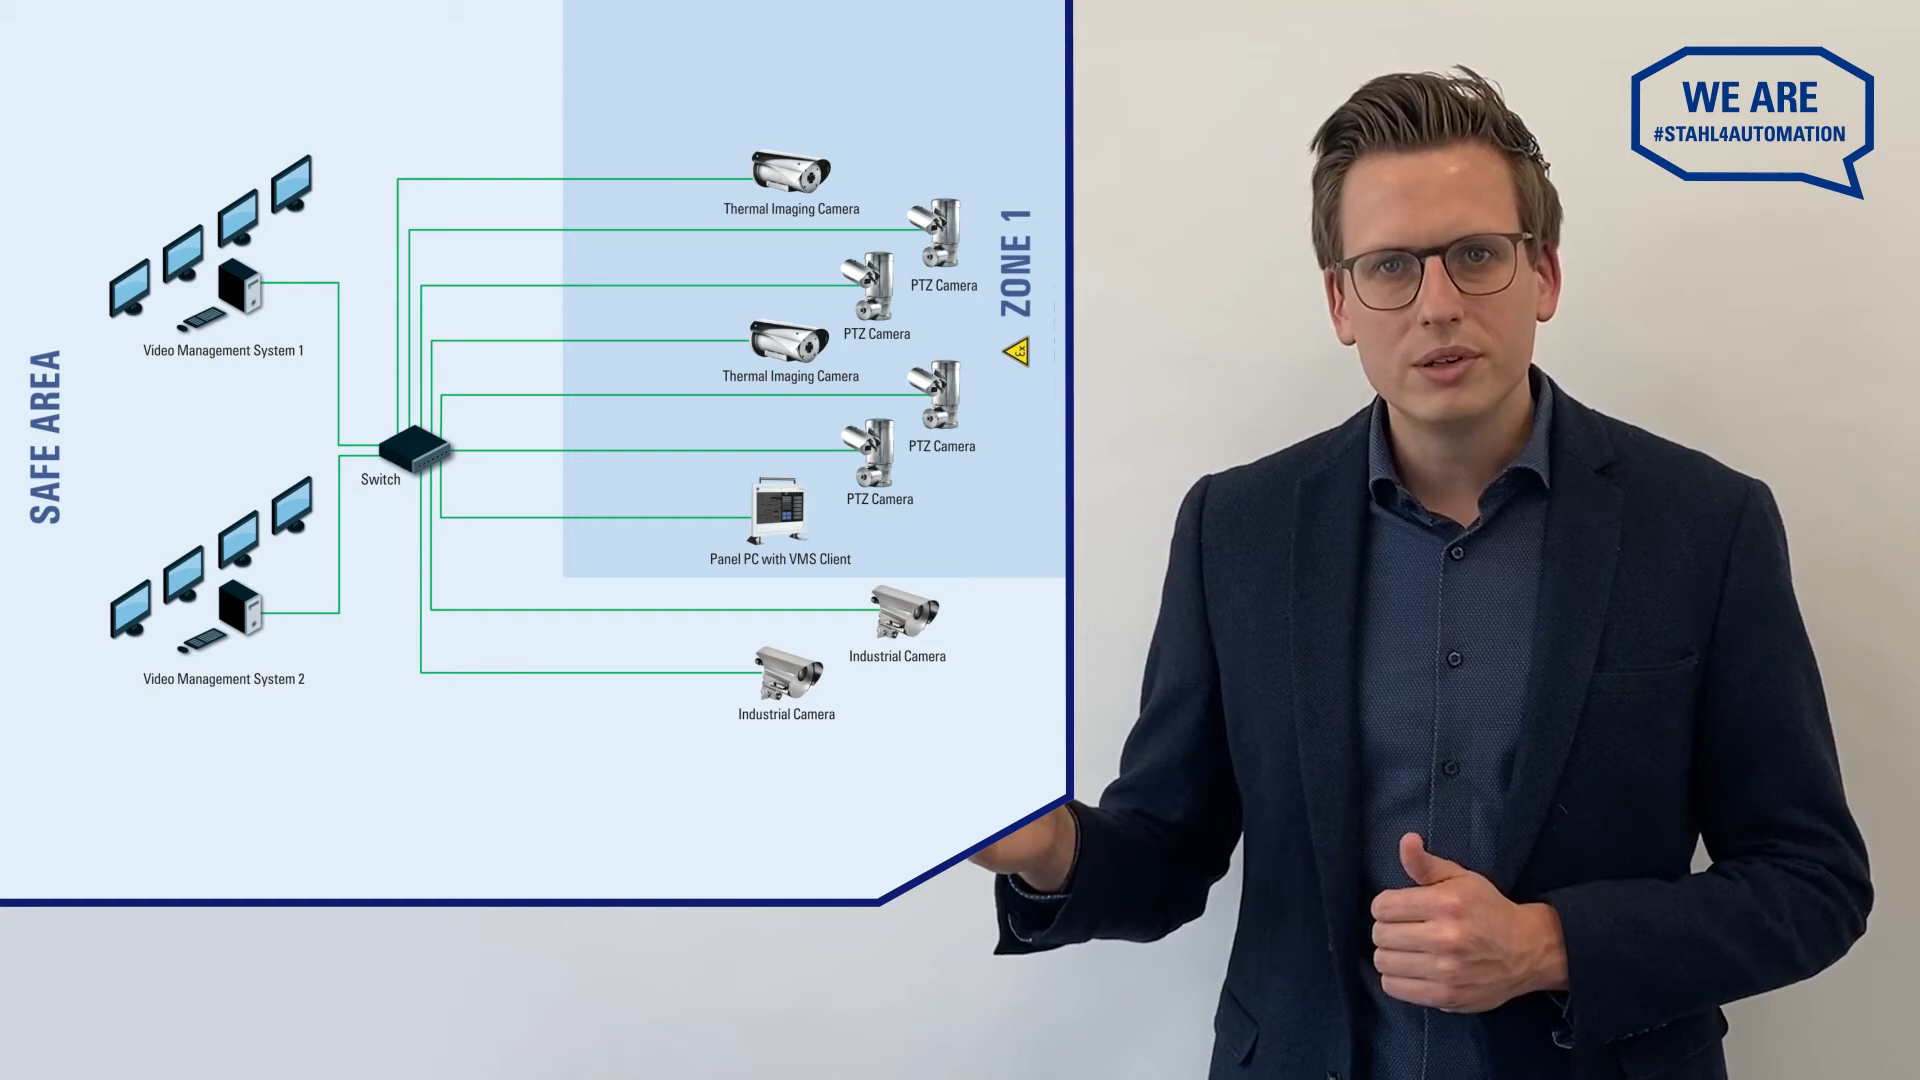 SAFE AREA
Video Management System 1
Switch
Video Management System 2
Thermal Imaging Camera
PTZ Camera
PTZ Camera
Thermal Imaging Camera
PTZ Camera
PTZ Camera
Panel PC with VMS Client
Industrial Camera
Industrial Camera
ZONE 1
WE ARE
#STAHL4AUTOMATION